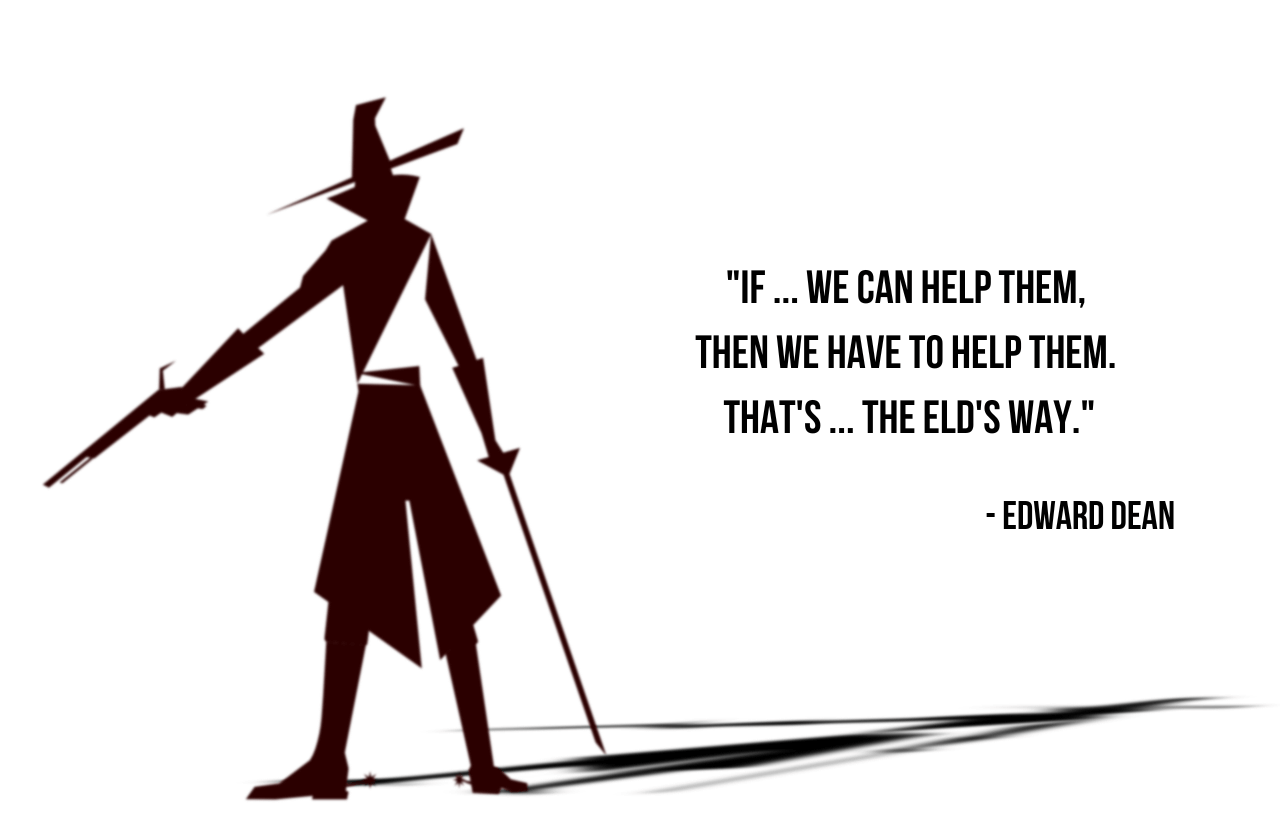 "IF ... WE CAN HELP THEM,
THEN WE HAVE TO HELP THEM.
THAT'S ... THE ELD'S WAY."
- EDWARD DEAN